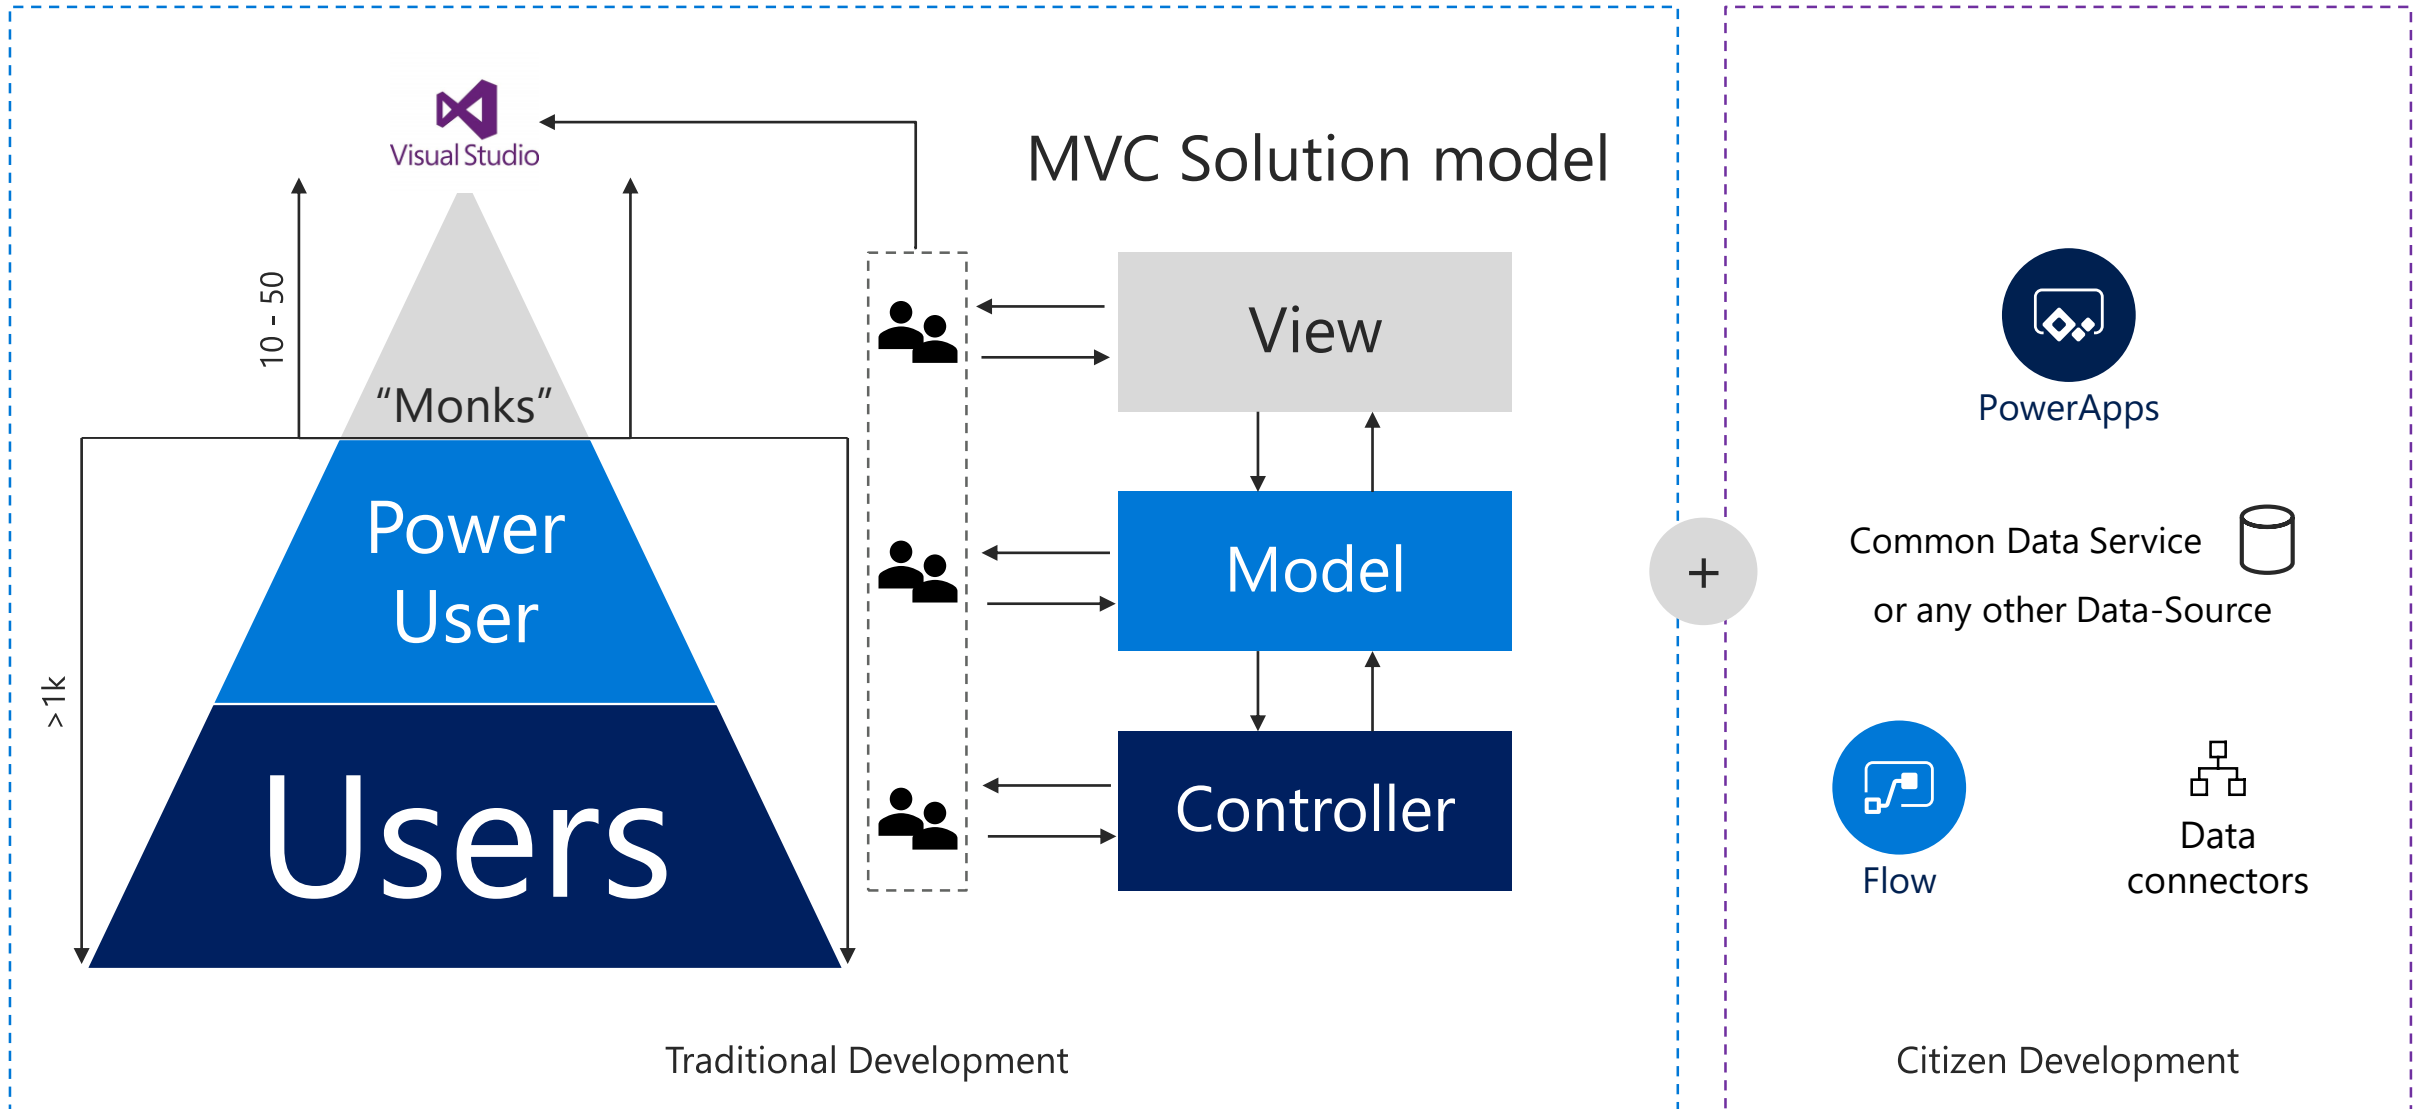 Visual Studio
MVC Solution model
10 - 50
“Monks”
Power
User
Users
>1k
View
Model
Controller
+
PowerApps
Common Data Service
or any other Data-Source
Flow
Data
connectors
Traditional Development
Citizen Development